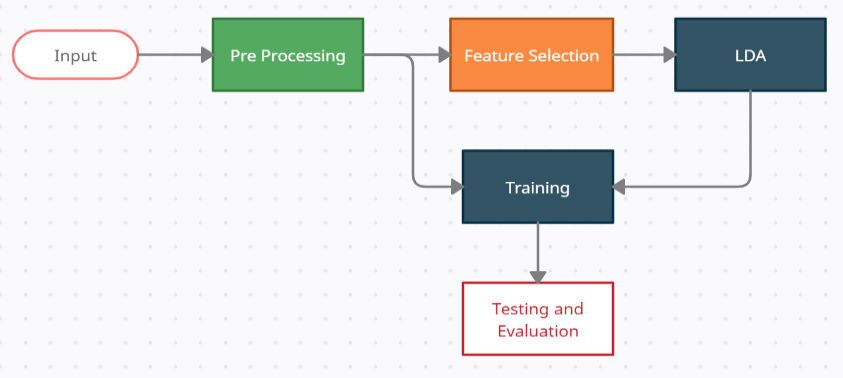 Input
Pre Processing
Feature Selection
LDA
Training
Testing and
Evaluation